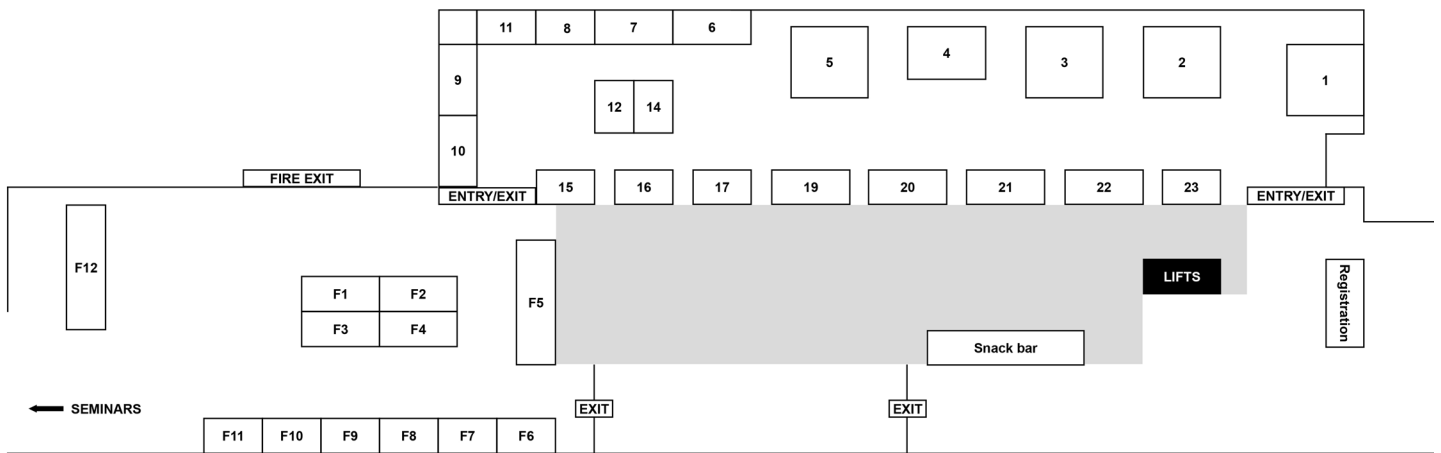 11
8
7
6
5
4
3
2
1
9
12
14
10
FIRE EXIT
ENTRY/EXIT
15
16
17
19
20
21
22
23
ENTRY/EXIT
F12
F1
F2
F3
F4
F5
LIFTS
Registration
Snack bar
SEMINARS
EXIT
EXIT
F11
F10
F9
F8
F7
F6